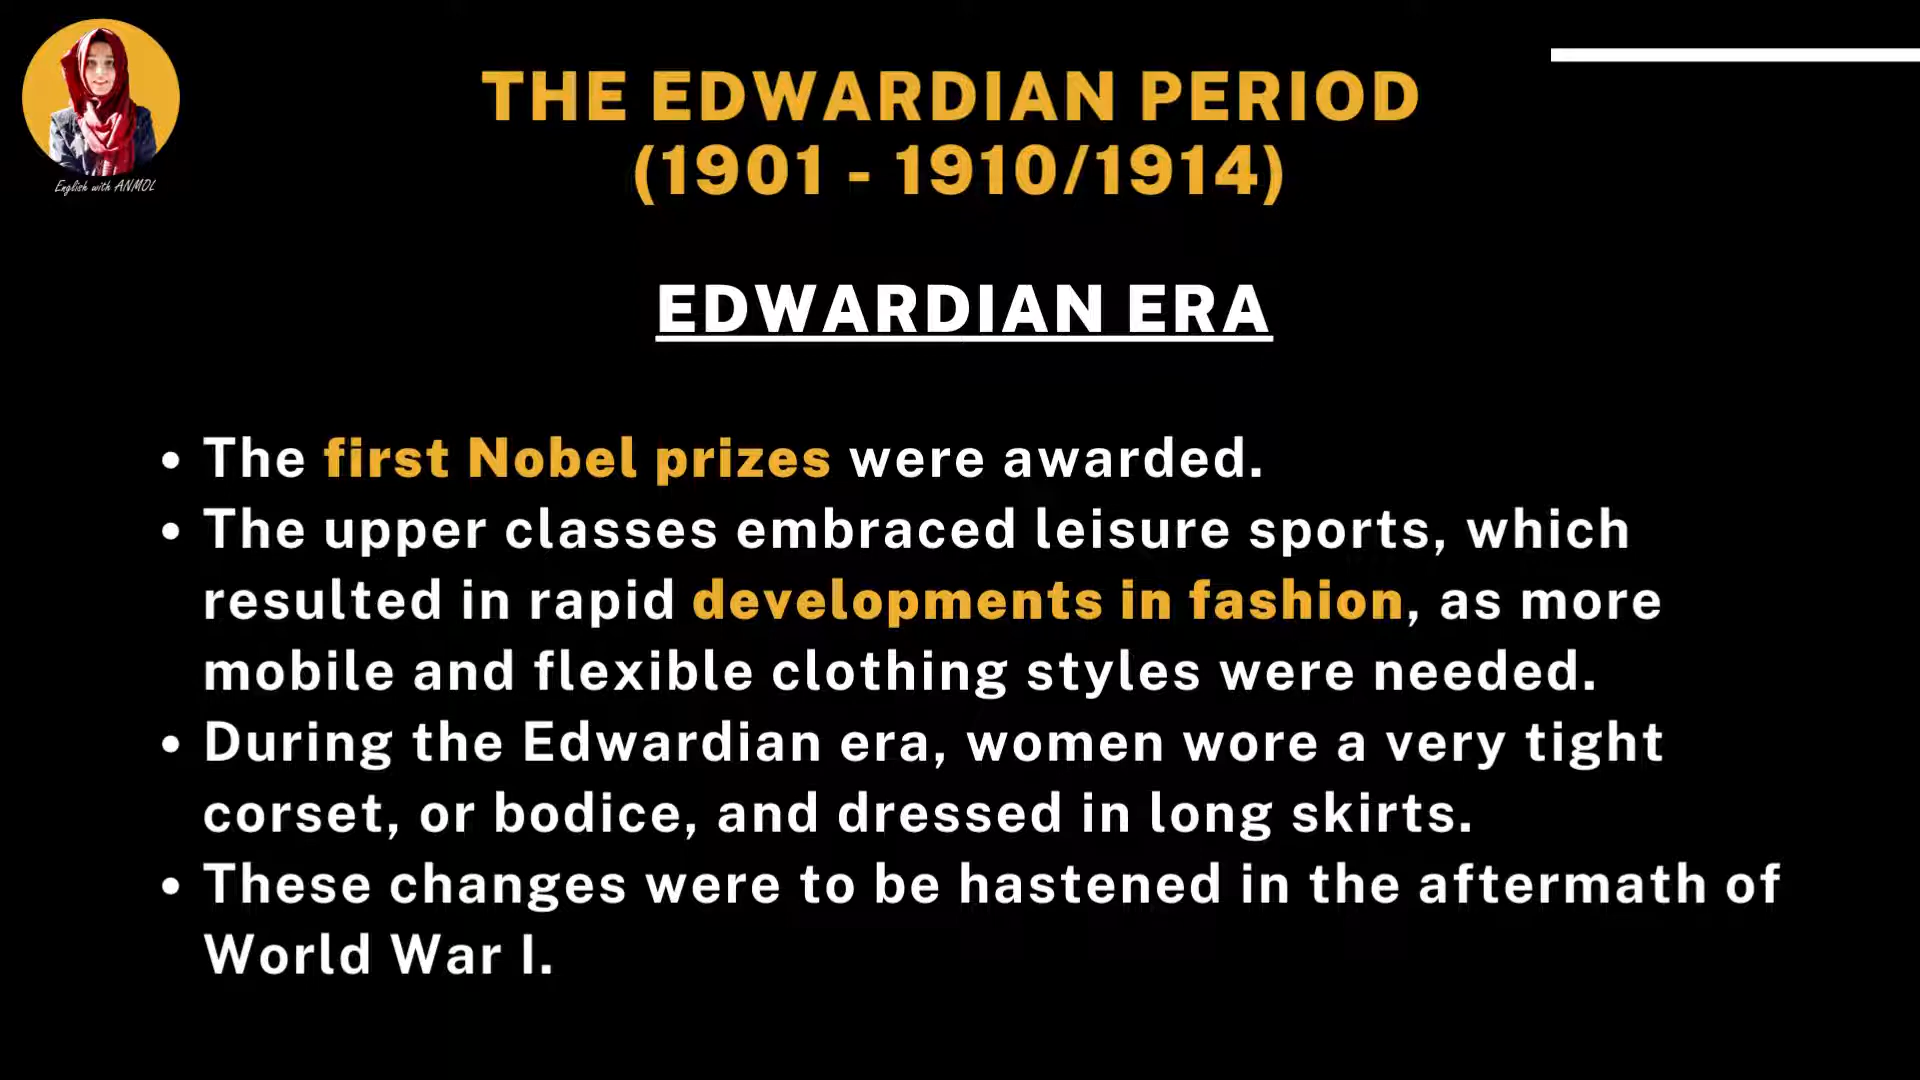 English with ANMOL
THE EDWARDIAN PERIOD
(1901 - 1910/1914)
EDWARDIAN ERA
• The first Nobel prizes were awarded.
• The upper classes embraced leisure sports, which
resulted in rapid developments in fashion, as more
mobile and flexible clothing styles were needed.
• During the Edwardian era, women wore a very tight
corset, or bodice, and dressed in long skirts.
• These changes were to be hastened in the aftermath of
World War I.